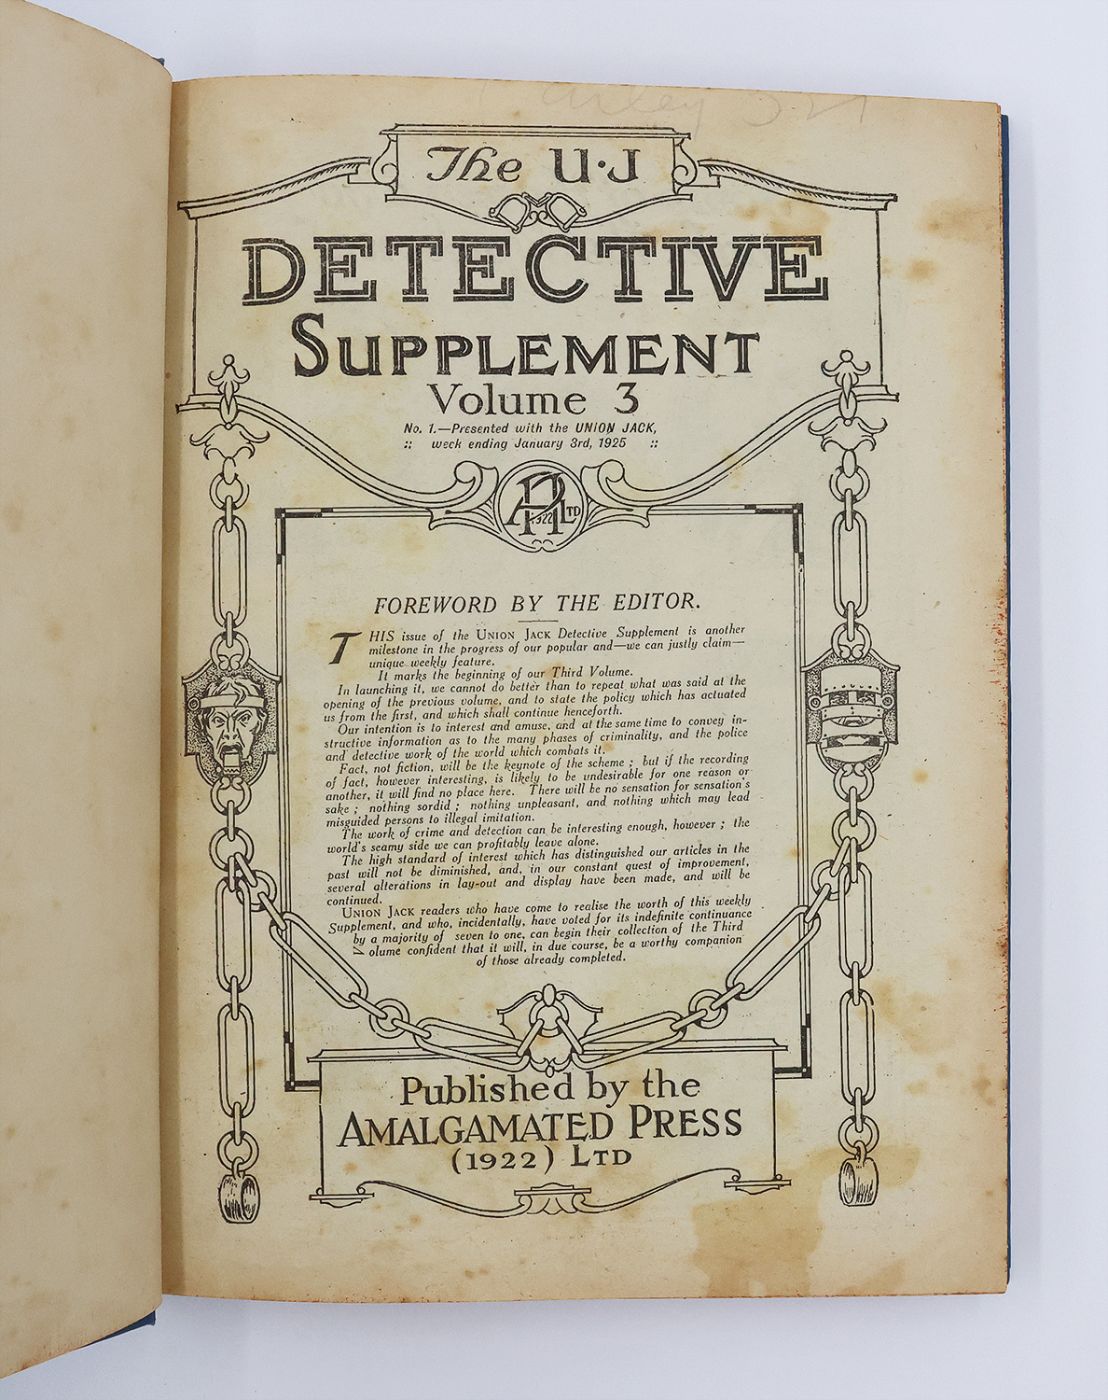 The U·J
DETECTIVE
SUPPLEMENT
Volume 3
No. 1.—Presented with the UNION JACK,
:: week ending January 3rd, 1925 ::
1922 LTD
FOREWORD BY THE EDITOR.
THIS issue of the UNION JACK Detective Supplement is another
milestone in the progress of our popular and—we can justly claim—
unique weekly feature.
It marks the beginning of our Third Volume.
In launching it, we cannot do better than to repeat what was said at the
opening of the previous volume, and to state the policy which has actuated
us from the first, and which shall continue henceforth.
Our intention is to interest and amuse, and at the same time to convey in-
structive information as to the many phases of criminality, and the police
and detective work of the world which combats it.
Fact, not fiction, will be the keynote of the scheme ; but if the recording
of fact, however interesting, is likely to be undesirable for one reason or
another, it will find no place here. There will be no sensation for sensation's
sake ; nothing sordid ; nothing unpleasant, and nothing which may lead
misguided persons to illegal imitation.
The work of crime and detection can be interesting enough, however ; the
world's seamy side we can profitably leave alone.
The high standard of interest which has distinguished our articles in the
past will not be diminished, and, in our constant quest of improvement,
several alterations in lay-out and display have been made, and will be
continued.
UNION JACK readers who have come to realise the worth of this weekly
Supplement, and who, incidentally, have voted for its indefinite continuance
by a majority of seven to one, can begin their collection of the Third
Volume confident that it will, in due course, be a worthy companion
of those already completed.
Published by the
AMALGAMATED PRESS
(1922) LTD